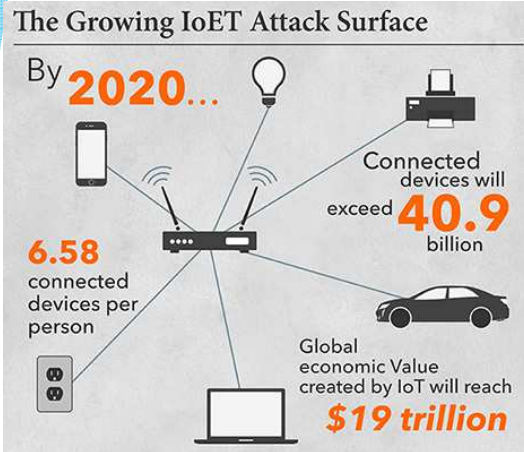 The Growing IoET Attack Surface
By 2020...
Connected
devices will
exceed 40.9
billion
6.58
connected
devices per
person
Global
economic Value
created by IoT will reach
$19 trillion